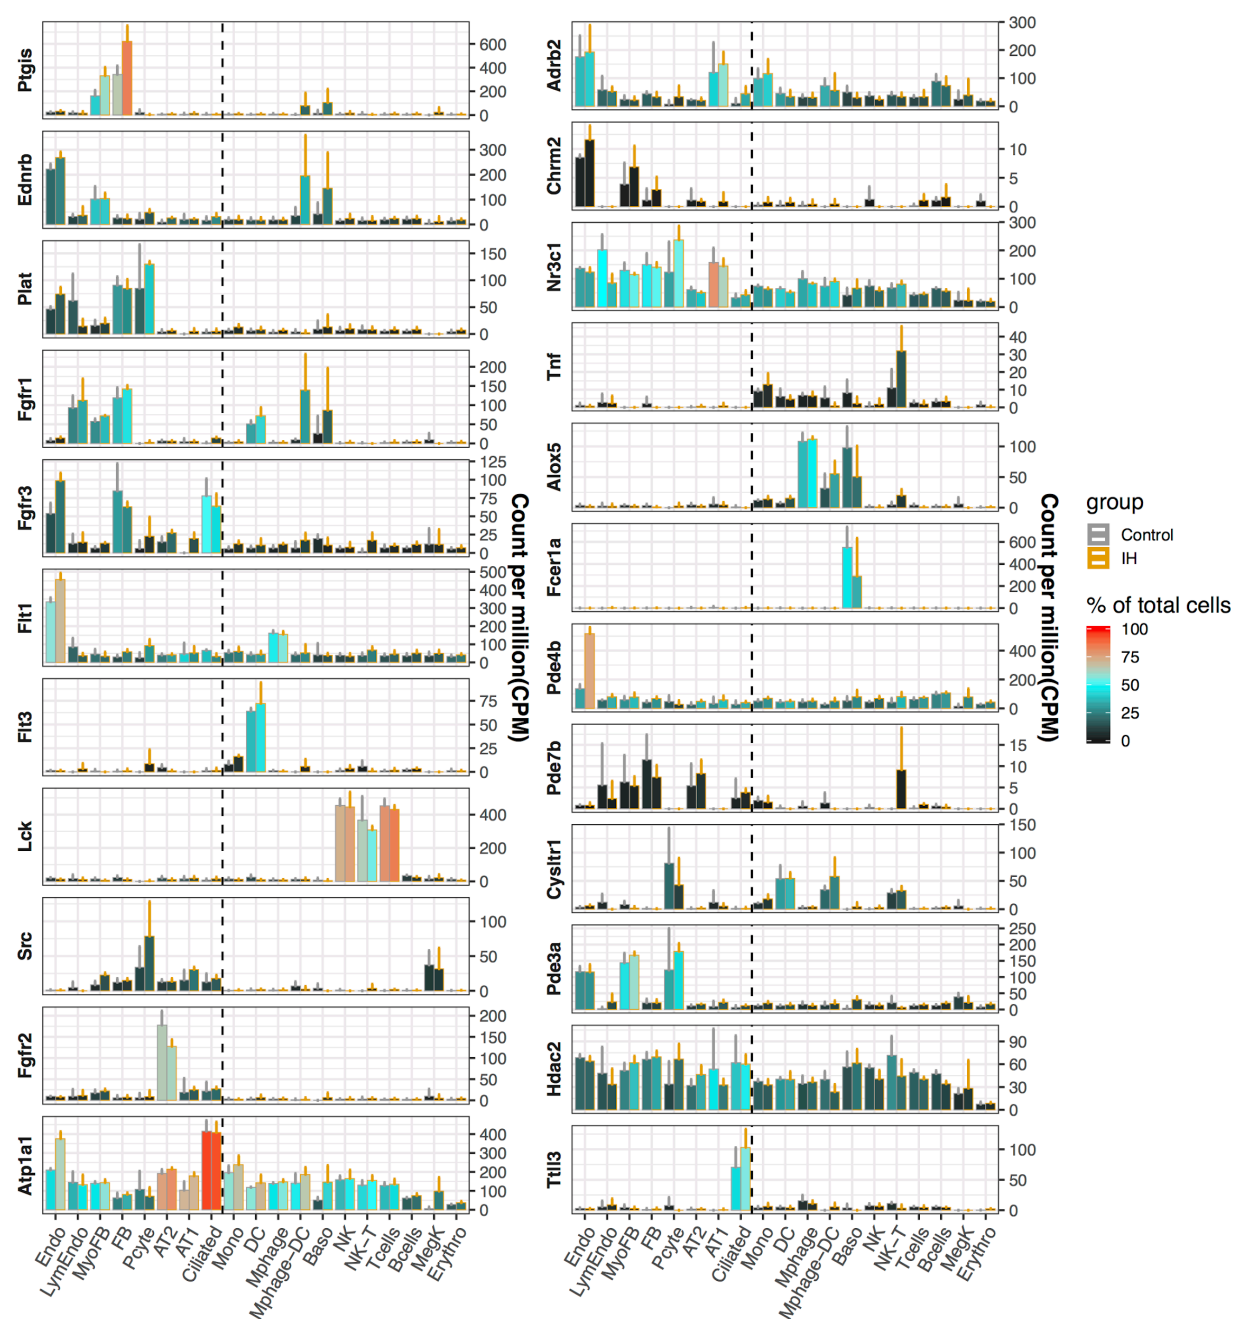 Ptgis
600
400
200
0
Ednrb
300
200
100
0
Plat
150
100
50
0
Fgfr1
200
150
100
50
0
Fgfr3
125
100
75
50
25
0
Flt1
500
400
300
200
100
0
Flt3
75
50
25
0
Lck
400
200
0
Src
100
50
0
Fgfr2
200
150
100
50
0
Atp1a1
400
300
200
100
0
Endo
LymEndo
MyoFB
FB
Pcyte
AT2
AT1
Ciliated
Mono
DC
Mphage
Mphage-DC
Baso
NK
NK-T
Tcells
Bcells
MegK
Erythro
Count per million(CPM)
Adrb2
300
200
100
0
Chrm2
10
5
0
Nr3c1
300
200
100
0
Tnf
40
30
20
10
0
Alox5
100
50
0
Fcer1a
600
400
200
0
Pde4b
400
200
0
Pde7b
15
10
5
0
Cysltr1
150
100
50
0
Pde3a
250
200
150
100
50
0
Hdac2
90
60
30
0
Ttll3
100
50
0
Endo
LymEndo
MyoFB
FB
Pcyte
AT2
AT1
Ciliated
Mono
DC
Mphage
Mphage-DC
Baso
NK
NK-T
Tcells
Bcells
MegK
Erythro
Count per million(CPM)
group
Control
IH
% of total cells
100
75
50
25
0